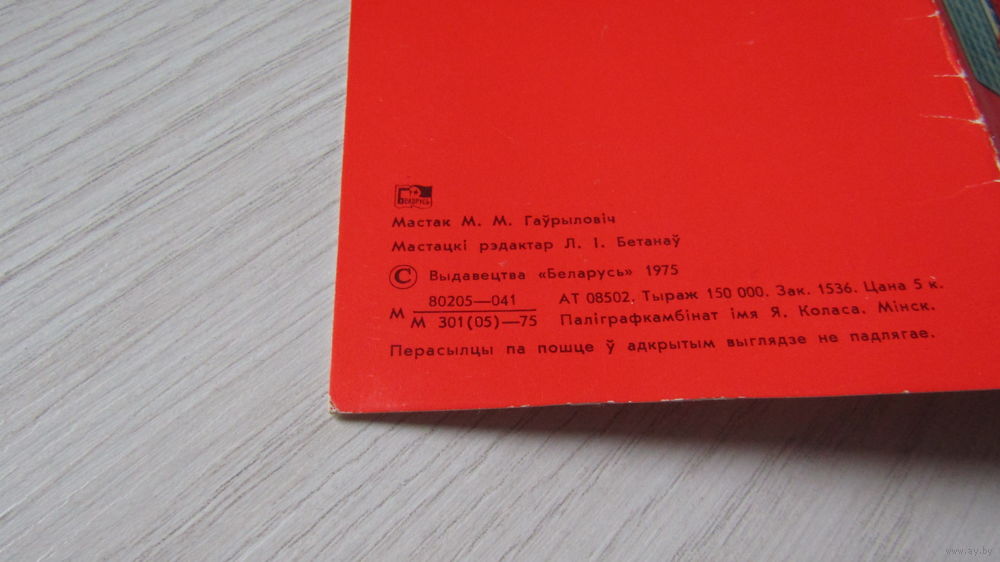 Беларусь
Мастак М. М. Гаўрыловіч
Мастацкі рэдактар Л. І. Бетанаў
© Выдавецтва «Беларусь» 1975
М 80205—041
М 301(05)—75
АТ 08502. Тыраж 150 000. Зак. 1536. Цана 5 к.
Паліграфкамбінат імя Я. Коласа. Мінск.
Перасылцы па пошце ў адкрытым выглядзе не падлягае.
www.ay.by